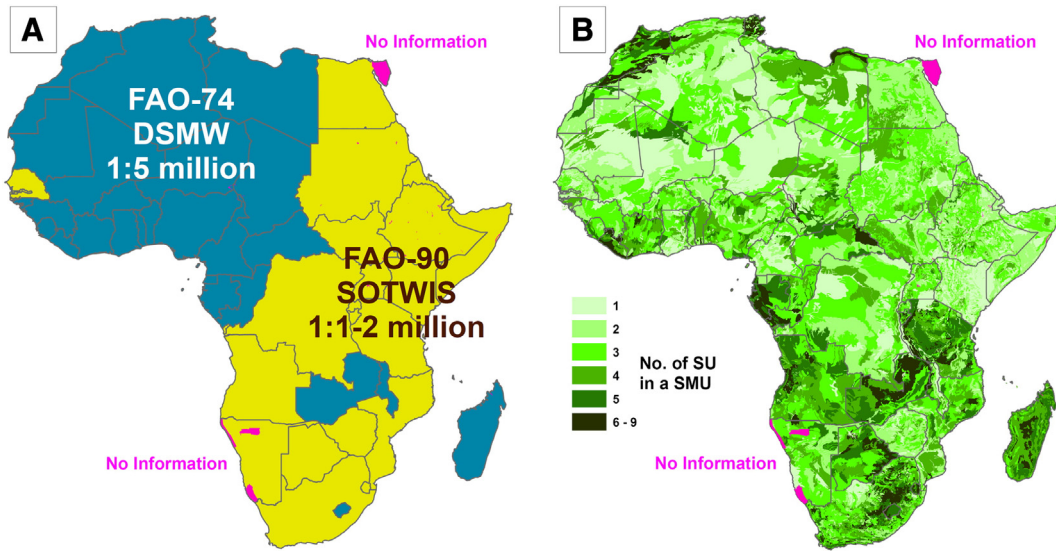 A
No Information
FAO-74
DSMW
1:5 million
FAO-90
SOTWIS
1:1-2 million
No Information
B
No Information
1
2
3
4
5
6 - 9
No. of SU
in a SMU
No Information